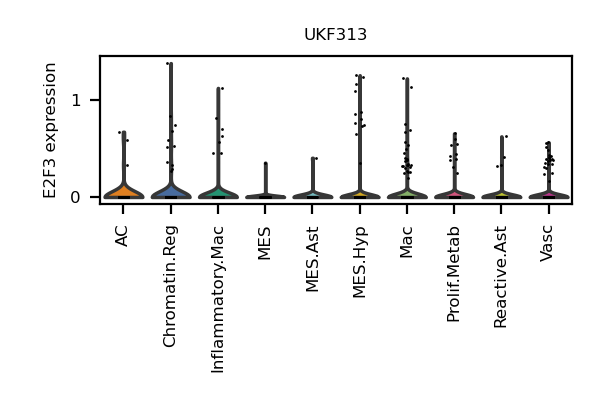 UKF313
E2F3 expression
1
0
AC
Chromatin.Reg
Inflammatory.Mac
MES
MES.Ast
MES.Hyp
Mac
Prolif.Metab
Reactive.Ast
Vasc